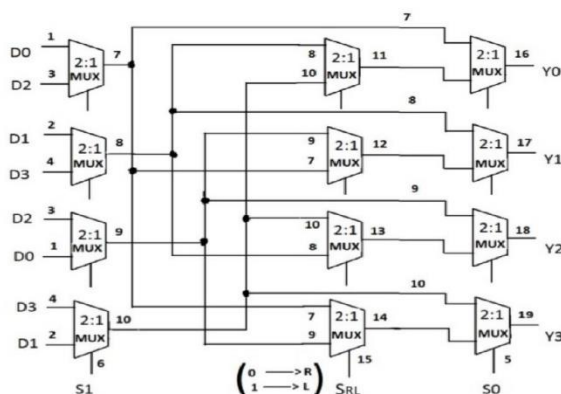 7
1
D0
7
2:1
MUX
D2
3
8
10
2:1
MUX
11
2:1
MUX
16
Y0
2
D1
8
2:1
MUX
D3
4
8
9
7
2:1
MUX
12
2:1
MUX
17
Y1
9
D2
3
9
2:1
MUX
D0
1
10
8
2:1
MUX
13
2:1
MUX
18
Y2
10
D3
4
10
2:1
MUX
D1
2
7
9
2:1
MUX
14
2:1
MUX
19
Y3
6
15
5
S1
( 0 —>R
1 —>L )
SRL
S0